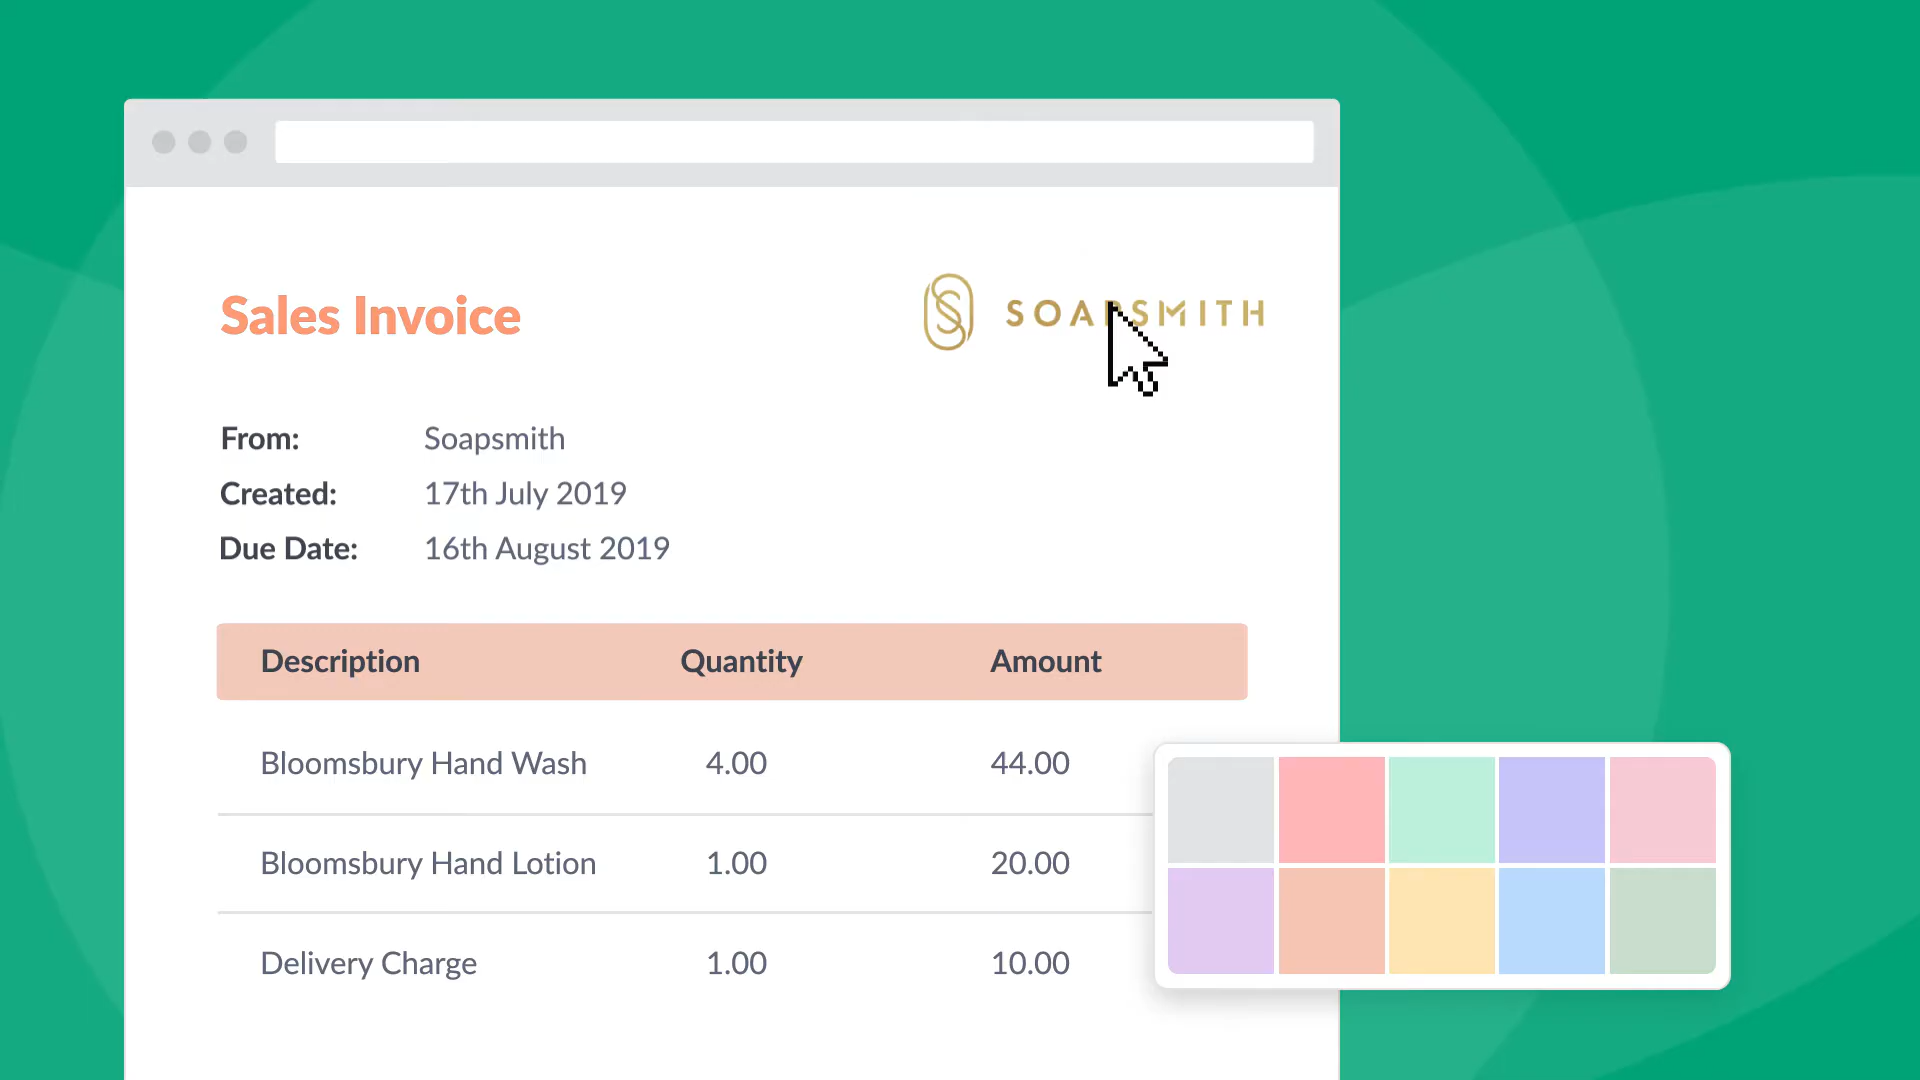 Sales Invoice
SOAPSMITH
From: Soapsmith
Created: 17th July 2019
Due Date: 16th August 2019
Description Quantity Amount
Bloomsbury Hand Wash 4.00 44.00
Bloomsbury Hand Lotion 1.00 20.00
Delivery Charge 1.00 10.00